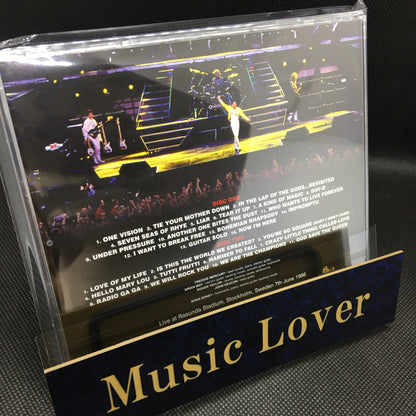 DISC ONE
1. ONE VISION 2. TIE YOUR MOTHER DOWN 3. IN THE LAP OF THE GODS...REVISITED
4. SEVEN SEAS OF RHYE 5. LIAR 6. TEAR IT UP 7. A KIND OF MAGIC 8. DAY-O
9. UNDER PRESSURE 10. ANOTHER ONE BITES THE DUST 11. WHO WANTS TO LIVE FOREVER
12. I WANT TO BREAK FREE 13. IMPROMPTU
GUITAR SOLO NOW I'M HERE
BOHEMIAN RHAPSODY
1. LOVE OF MY LIFE 2. IS THIS THE WORLD WE CREATED? 3. YOU'RE SO SQUARE
4. HELLO MARY LOU 5. TUTTI FRUTTI 6. HAMMER TO FALL 7. CRAZY LITTLE THING CALLED LOVE
8. RADIO GA GA 9. WE WILL ROCK YOU 10. WE ARE THE CHAMPIONS 11. GOD SAVE THE QUEEN
Live at Rasunda Stadium, Stockholm, Sweden 7th June 1986
Music Lover